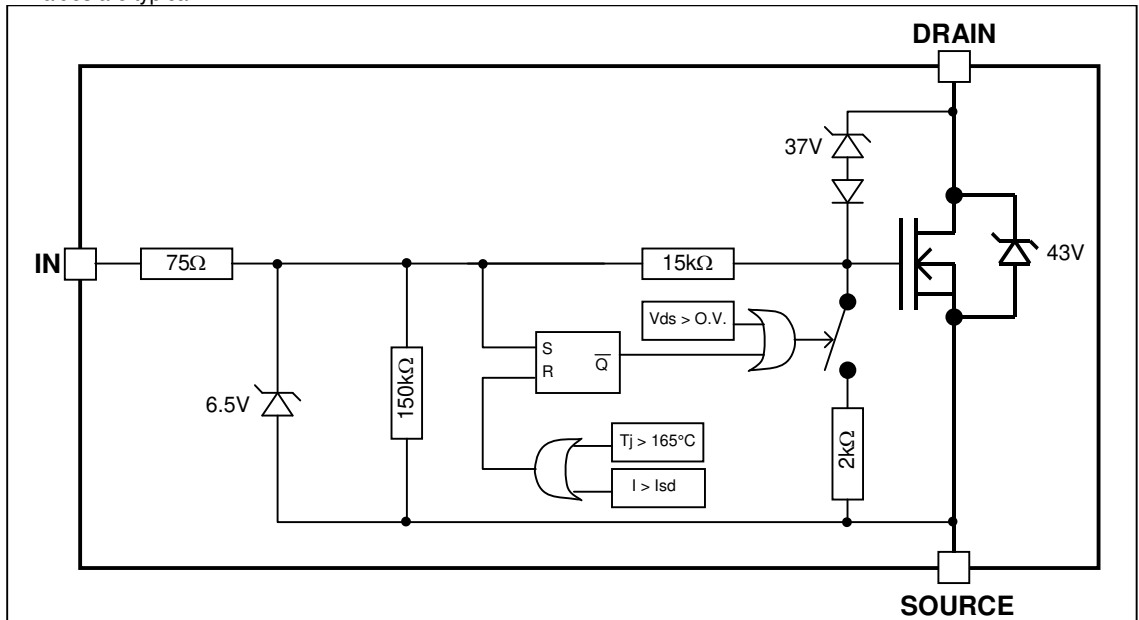 DRAIN
37V
IN
75Ω
15kΩ
43V
Vds > O.V.
S
R
Q
150kΩ
6.5V
Tj > 165°C
I > Isd
2kΩ
SOURCE